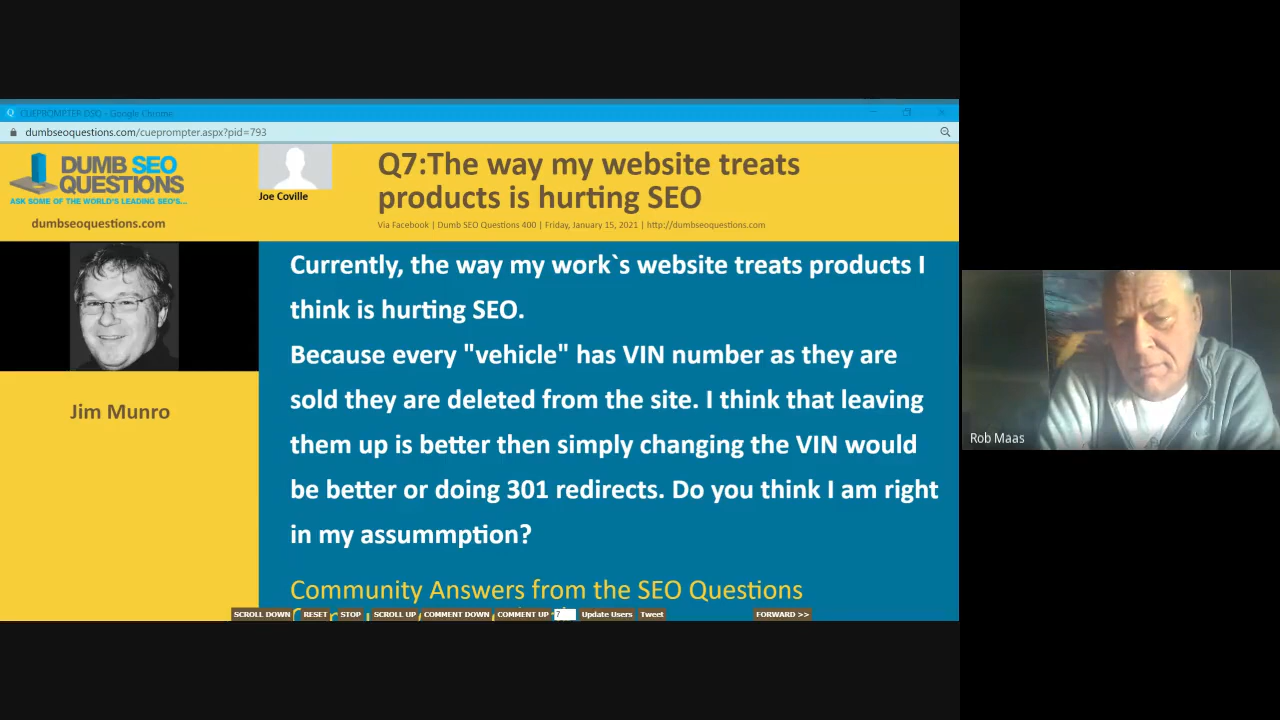 CUEPROMPTER DSQ - Google Chrome
dumbseoquestions.com/cueprompter.aspx?pid=793
DUMB SEO
QUESTIONS
ASK SOME OF THE WORLD'S LEADING SEO'S...
dumbseoquestions.com
Joe Coville
Q7:The way my website treats
products is hurting SEO
Via Facebook | Dumb SEO Questions 400 | Friday, January 15, 2021 | http://dumbseoquestions.com
Jim Munro
Currently, the way my work`s website treats products I
think is hurting SEO.
Because every "vehicle" has VIN number as they are
sold they are deleted from the site. I think that leaving
them up is better then simply changing the VIN would
be better or doing 301 redirects. Do you think I am right
in my assummption?
Community Answers from the SEO Questions
SCROLL DOWN RESET STOP SCROLL UP COMMENT DOWN COMMENT UP 7 Update Users Tweet FORWARD >>
Rob Maas